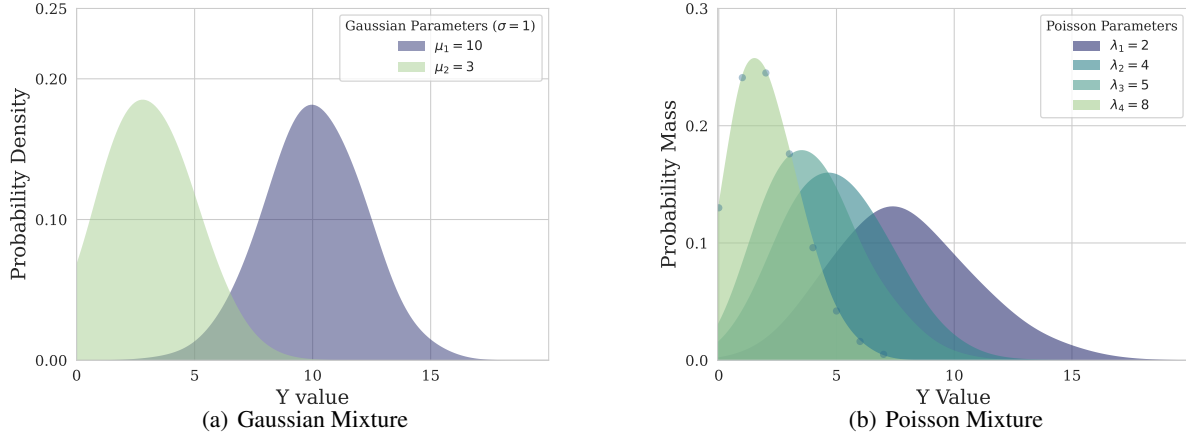 0.25
0.20
0.10
0.00
Probability Density
0
5
10
15
Y value
Gaussian Parameters (σ=1)
μ₁ = 10
μ₂ = 3
(a) Gaussian Mixture
0.3
0.2
0.1
0.0
Probability Mass
0
5
10
15
Y Value
Poisson Parameters
λ₁ = 2
λ₂ = 4
λ₃ = 5
λ₄ = 8
(b) Poisson Mixture